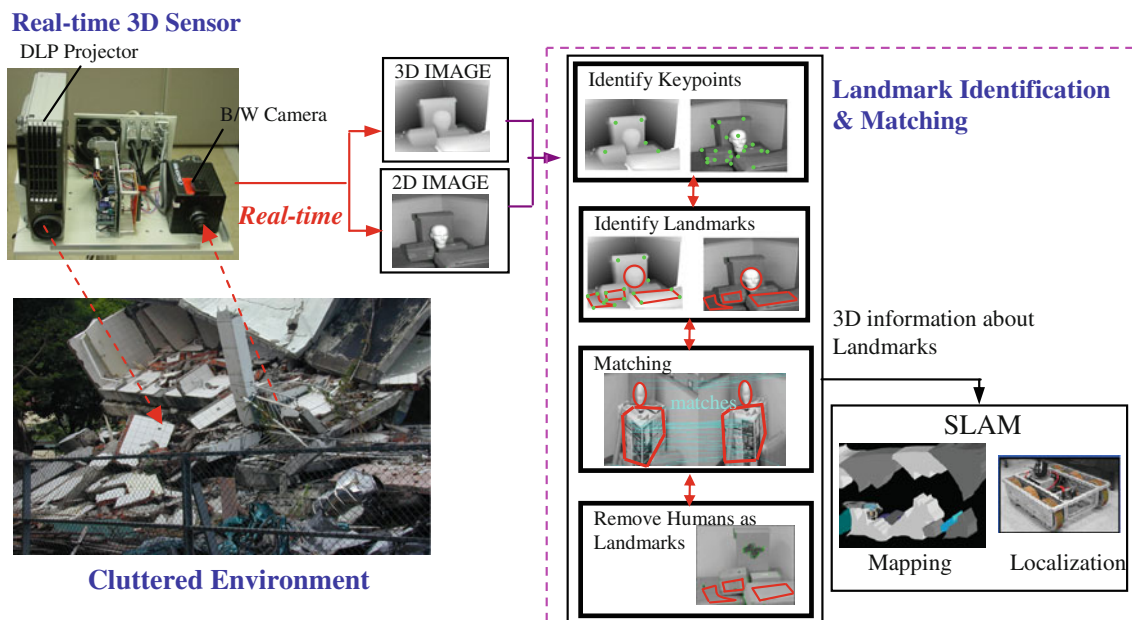 Real-time 3D Sensor
DLP Projector
B/W Camera
Real-time
3D IMAGE
2D IMAGE
Cluttered Environment
Identify Keypoints
Identify Landmarks
Matching
matches
Remove Humans as
Landmarks
Landmark Identification
& Matching
3D information about
Landmarks
SLAM
Mapping
Localization